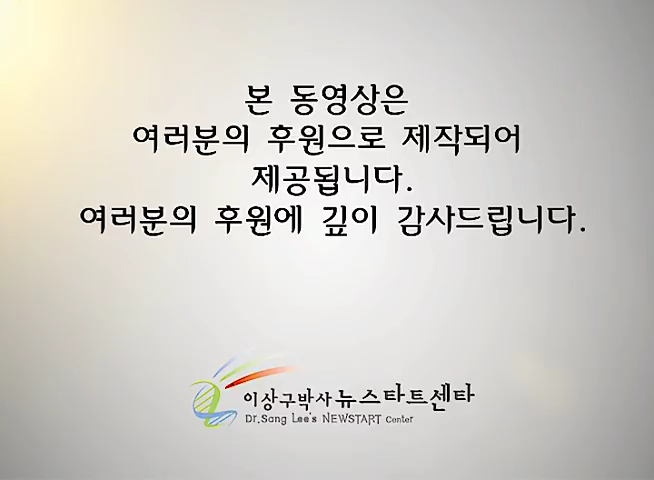 본 동영상은
여러분의 후원으로 제작되어
제공됩니다.
여러분의 후원에 깊이 감사드립니다.
이상구박사 뉴스타트센타
Dr.Sang Lee's NEWSTART Center